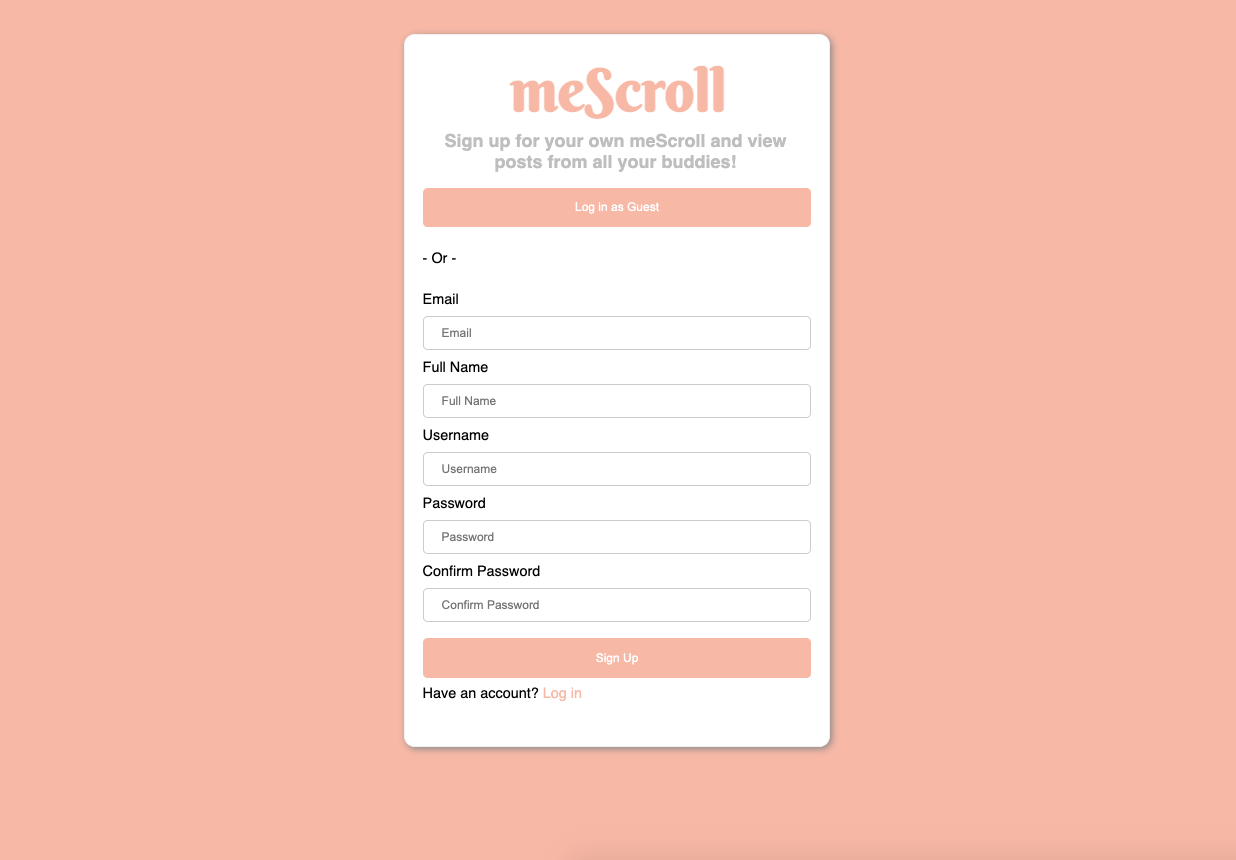 meScroll
Sign up for your own meScroll and view
posts from all your buddies!
Log in as Guest
- Or -
Email
Email
Full Name
Full Name
Username
Username
Password
Password
Confirm Password
Confirm Password
Sign Up
Have an account? Log in